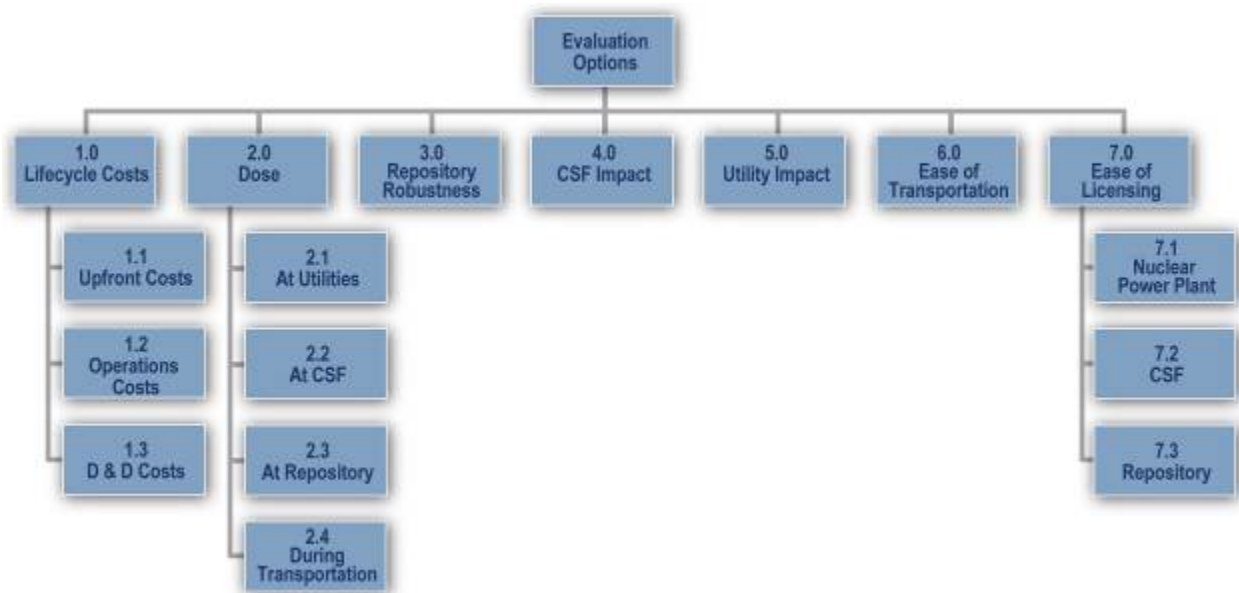 Evaluation
Options
1.0
Lifecycle Costs
2.0
Dose
3.0
Repository
Robustness
4.0
CSF Impact
5.0
Utility Impact
6.0
Ease of
Transportation
7.0
Ease of
Licensing
1.1
Upfront Costs
1.2
Operations
Costs
1.3
D & D Costs
2.1
At Utilities
2.2
At CSF
2.3
At Repository
2.4
During
Transportation
7.1
Nuclear
Power Plant
7.2
CSF
7.3
Repository